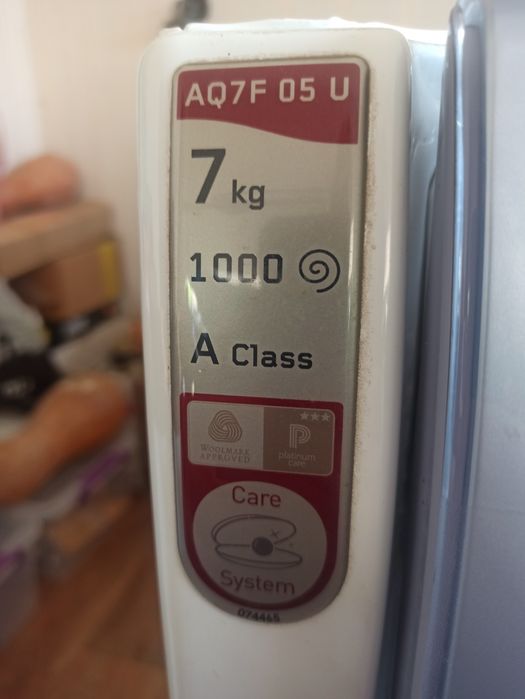 AQ7F 05 U
7 kg
1000
A Class
WOOLMARK
APPROVED
platinum
care
Care
System
074465